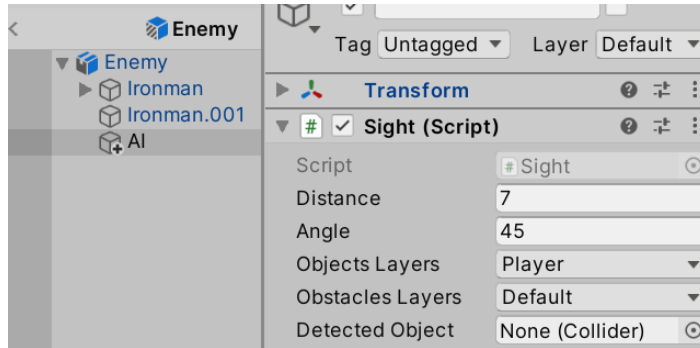 Enemy
Enemy
Ironman
Ironman.001
AI
Tag Untagged Layer Default
Transform
# Sight (Script)
Script # Sight
Distance 7
Angle 45
Objects Layers Player
Obstacles Layers Default
Detected Object None (Collider)